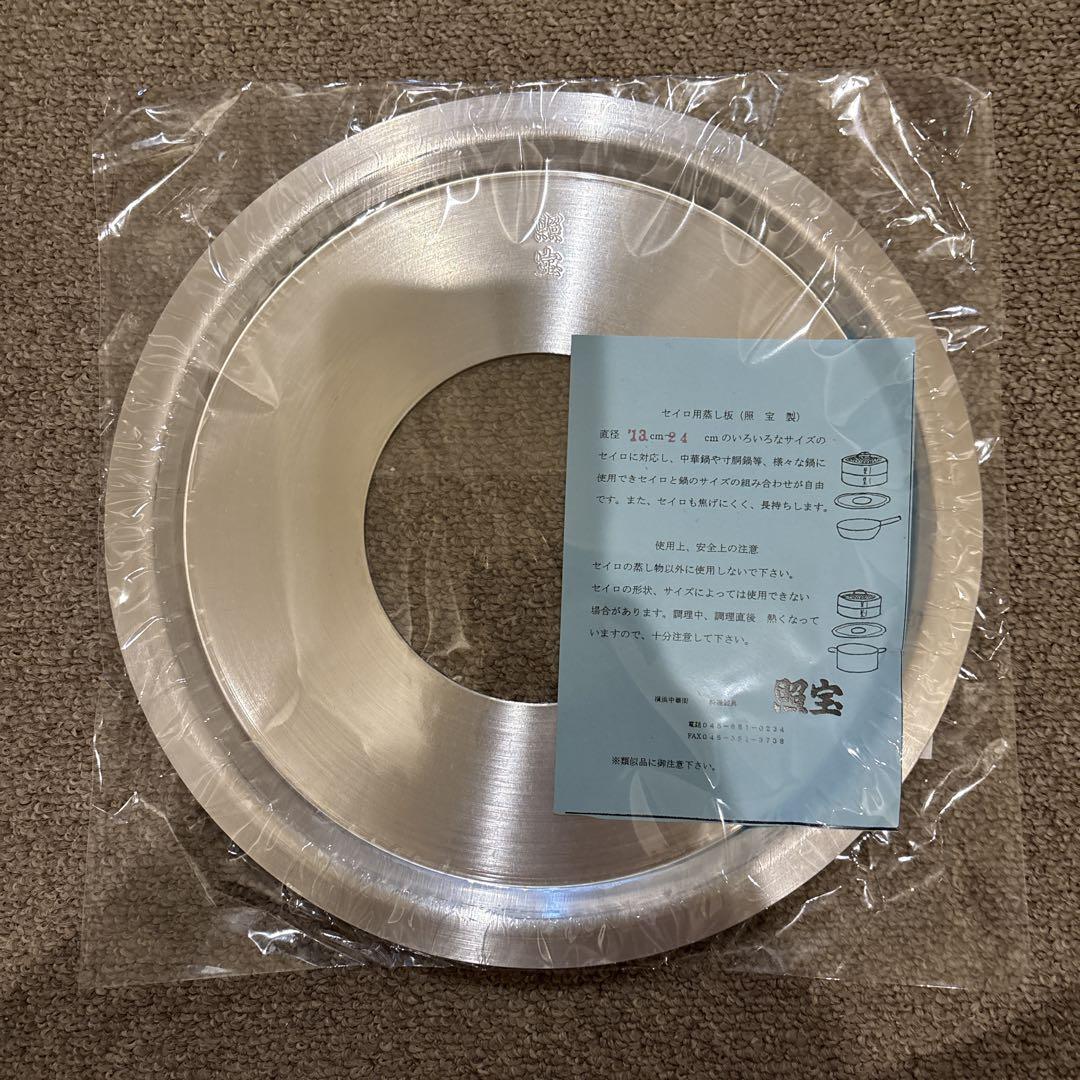 照
宝
セイロ用蒸し板(照 宝 製)
直径 13cm-24 cmのいろいろなサイズの
セイロに対応し、中華鍋や寸胴鍋等、様々な鍋に
使用できセイロと鍋のサイズの組み合わせが自由
です。また、セイロも焦げにくく、長持ちします。
使用上、安全上の注意
セイロの蒸し物以外に使用しないで下さい。
セイロの形状、サイズによっては使用できない
場合があります。調理中、調理直後 熱くなって
いますので、十分注意して下さい。
照宝
横浜中華街
電話045-681-0234
FAX045-
※類似品に御注意下さい。